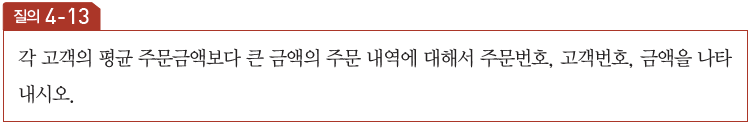 질의 4-13
각 고객의 평균 주문금액보다 큰 금액의 주문 내역에 대해서 주문번호, 고객번호, 금액을 나타
내시오.